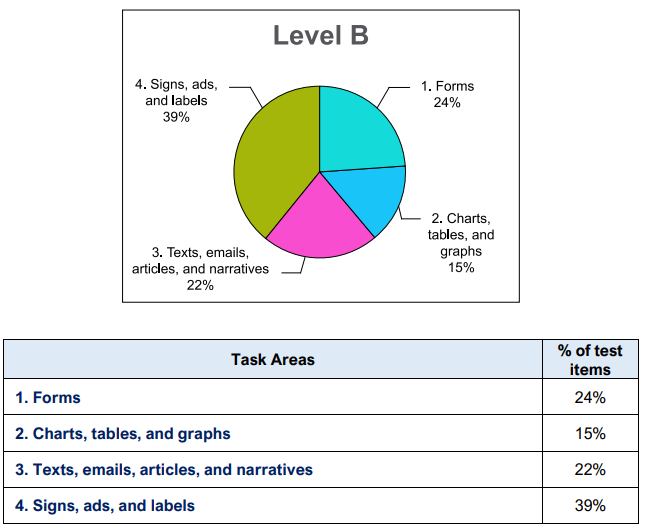 Level B
4. Signs, ads,
and labels
39%
1. Forms
24%
2. Charts,
tables, and
graphs
15%
3. Texts, emails,
articles, and narratives
22%
Task Areas
% of test
items
1. Forms 24%
2. Charts, tables, and graphs 15%
3. Texts, emails, articles, and narratives 22%
4. Signs, ads, and labels 39%